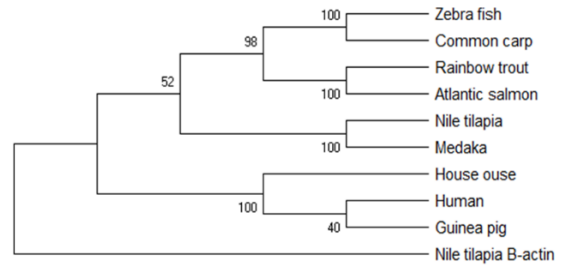 Zebra fish
100
98
Common carp
Rainbow trout
52
100
Atlantic salmon
Nile tilapia
100
Medaka
House ouse
100
Human
40
Guinea pig
Nile tilapia B-actin